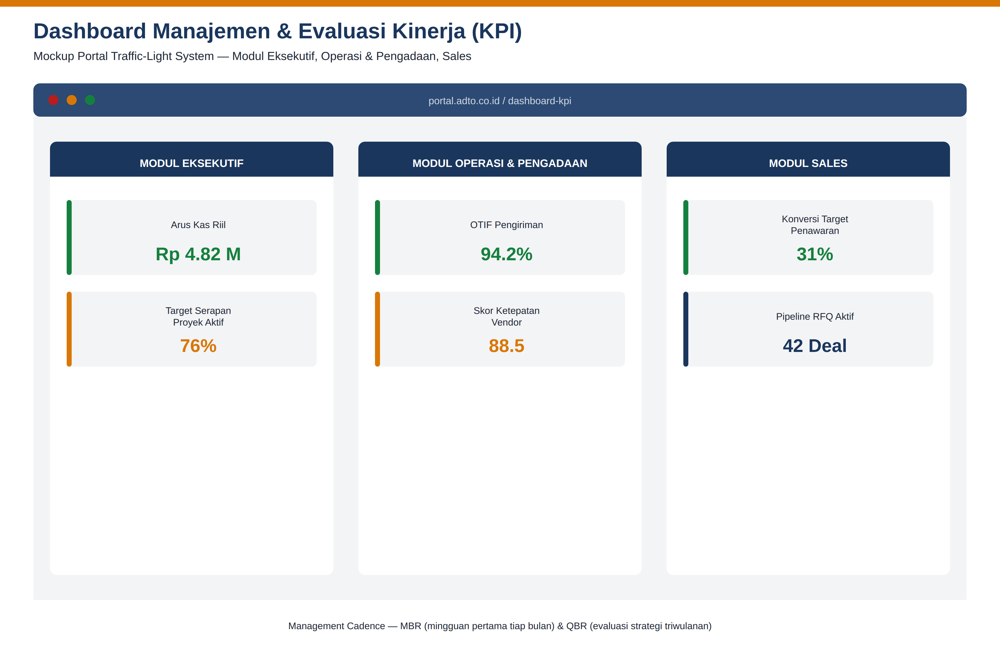 Dashboard Manajemen & Evaluasi Kinerja (KPI)
Mockup Portal Traffic-Light System — Modul Eksekutif, Operasi & Pengadaan, Sales
portal.adto.co.id / dashboard-kpi
MODUL EKSEKUTIF
Arus Kas Riil
Rp 4.82 M
Target Serapan
Proyek Aktif
76%
MODUL OPERASI & PENGADAAN
OTIF Pengiriman
94.2%
Skor Ketepatan
Vendor
88.5
MODUL SALES
Konversi Target
Penawaran
31%
Pipeline RFQ Aktif
42 Deal
Management Cadence — MBR (mingguan pertama tiap bulan) & QBR (evaluasi strategi triwulanan)